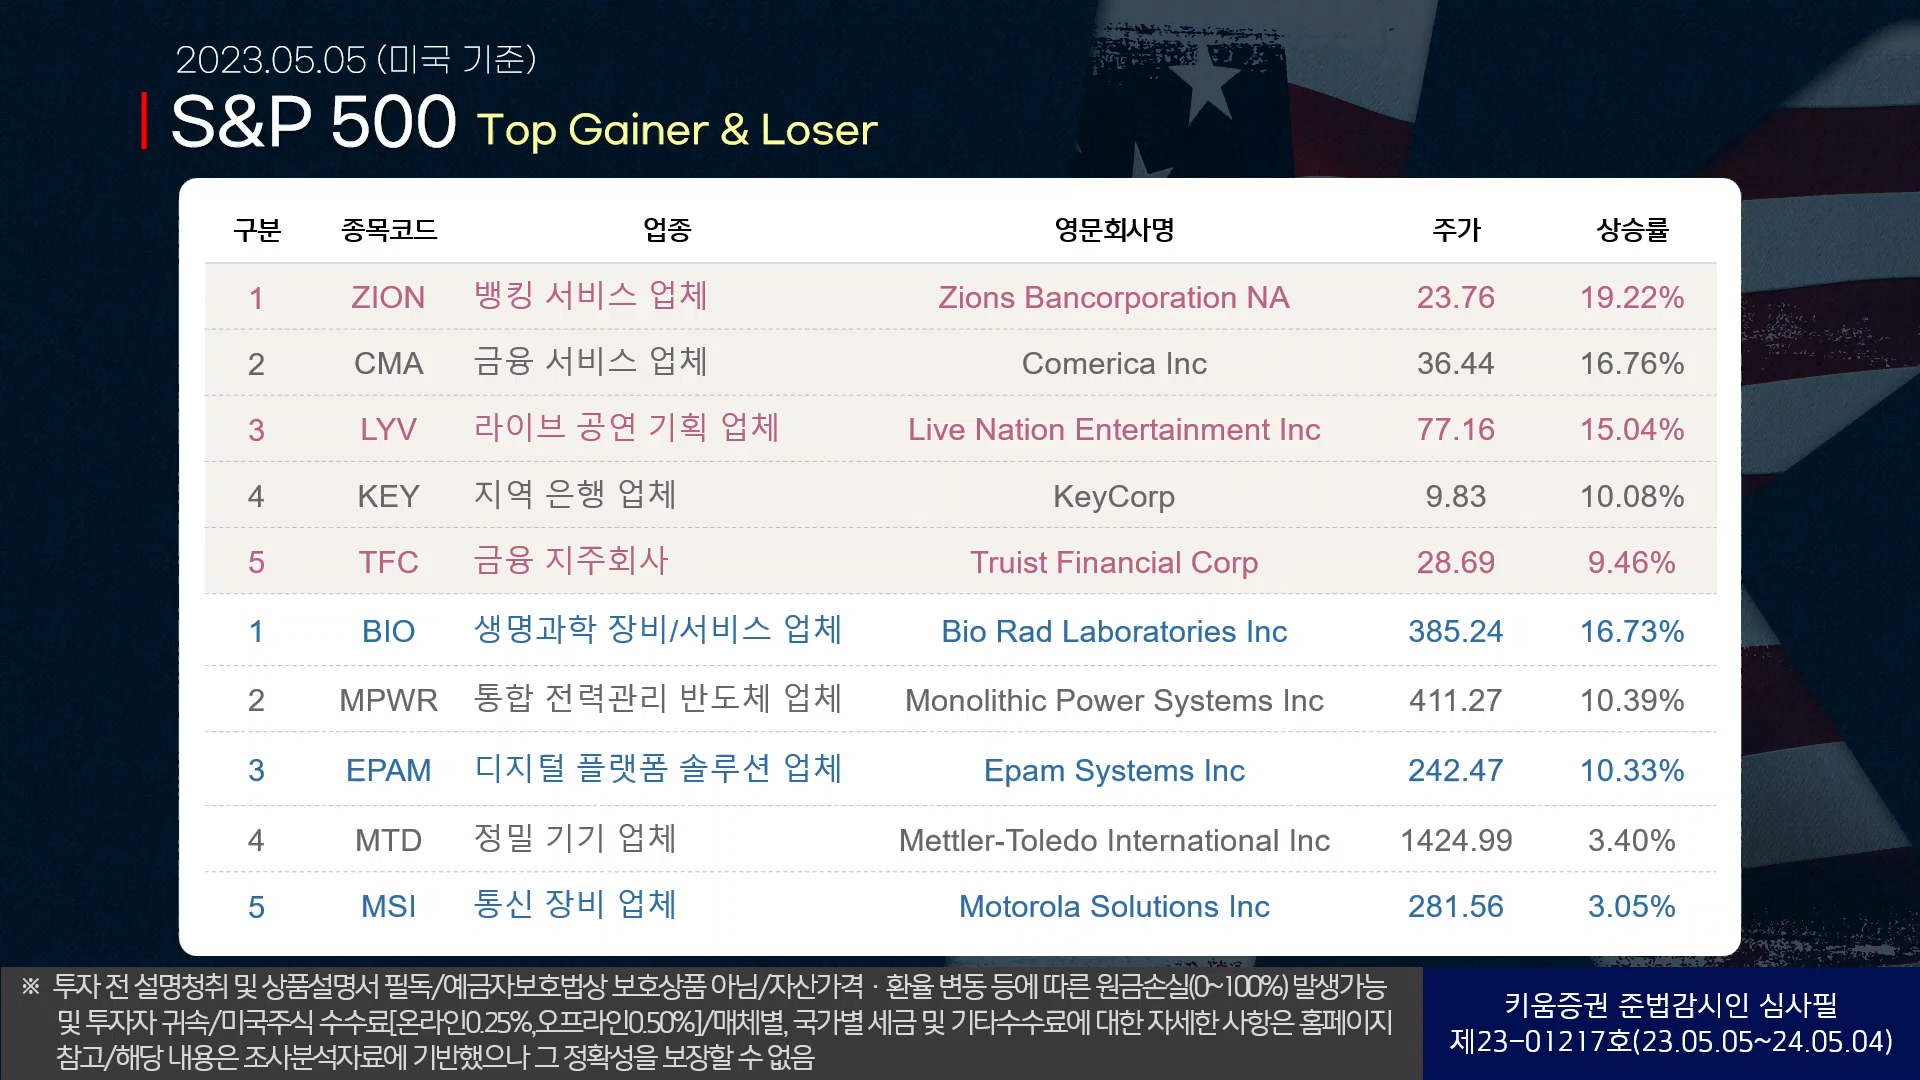 2023.05.05 (미국 기준)
S&P 500 Top Gainer & Loser
구분 종목코드 업종 영문회사명 주가 상승률
1 ZION 뱅킹 서비스 업체 Zions Bancorporation NA 23.76 19.22%
2 CMA 금융 서비스 업체 Comerica Inc 36.44 16.76%
3 LYV 라이브 공연 기획 업체 Live Nation Entertainment Inc 77.16 15.04%
4 KEY 지역 은행 업체 KeyCorp 9.83 10.08%
5 TFC 금융 지주회사 Truist Financial Corp 28.69 9.46%
1 BIO 생명과학 장비/서비스 업체 Bio Rad Laboratories Inc 385.24 16.73%
2 MPWR 통합 전력관리 반도체 업체 Monolithic Power Systems Inc 411.27 10.39%
3 EPAM 디지털 플랫폼 솔루션 업체 Epam Systems Inc 242.47 10.33%
4 MTD 정밀 기기 업체 Mettler-Toledo International Inc 1424.99 3.40%
5 MSI 통신 장비 업체 Motorola Solutions Inc 281.56 3.05%
※ 투자 전 설명청취 및 상품설명서 필독/예금자보호법상 보호상품 아님/자산가격 · 환율 변동 등에 따른 원금손실(0~100%) 발생가능
및 투자자 귀속/미국주식 수수료[온라인0.25%,오프라인0.50%]/매체별, 국가별 세금 및 기타수수료에 대한 자세한 사항은 홈페이지
참고/해당 내용은 조사분석자료에 기반했으나 그 정확성을 보장할 수 없음
키움증권 준법감시인 심사필
제23-01217호(23.05.05~24.05.04)